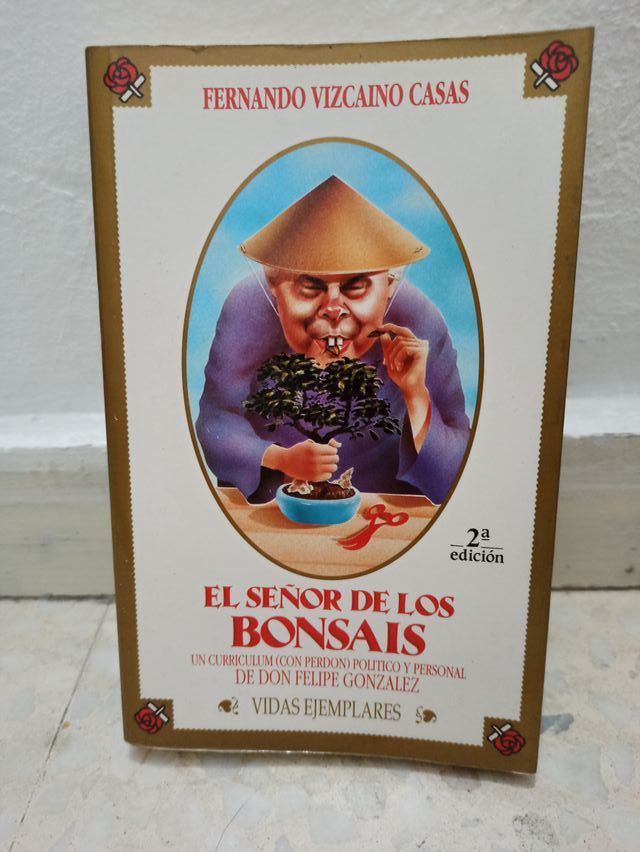 FERNANDO VIZCAINO CASAS
2ª
edición
EL SEÑOR DE LOS
BONSAIS
UN CURRICULUM (CON PERDON) POLITICO Y PERSONAL
DE DON FELIPE GONZALEZ
VIDAS EJEMPLARES